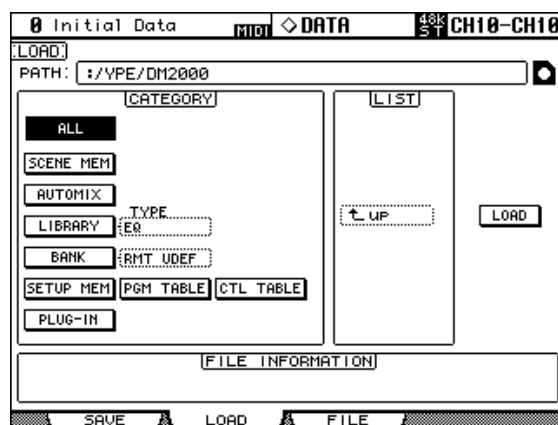 0 Initial Data MIDI ◇DATA 48K ST CH10-CH10
LOAD
PATH: :/YPE/DM2000
CATEGORY LIST
ALL
SCENE MEM
AUTOMIX
TYPE
LIBRARY EQ UP LOAD
BANK RMT UDEF
SETUP MEM PGM TABLE CTL TABLE
PLUG-IN
FILE INFORMATION
SAVE LOAD FILE